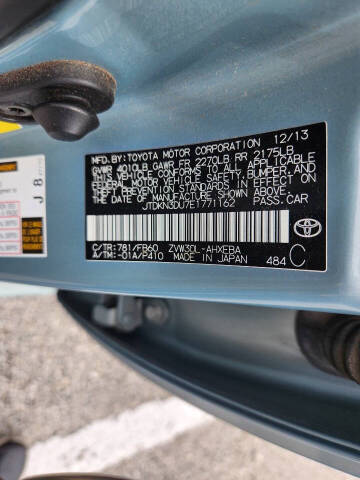 MFD. BY: TOYOTA MOTOR CORPORATION 12/13
GVWR 4010LB GAWR FR 2270LB RR 2175LB
THIS VEHICLE CONFORMS TO ALL APPLICABLE
FEDERAL MOTOR VEHICLE SAFETY, BUMPER, AND
THEFT PREVENTION STANDARDS IN EFFECT ON
THE DATE OF MANUFACTURE SHOWN ABOVE.
JTDKN3DU7E1771162 PASS.CAR
C/TR: 781/FB60 ZVW30L-AHXEBA
A/TM: -01A/P410 MADE IN JAPAN 484 C
TOYOTA
J 8